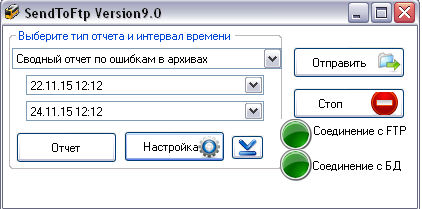 SendToFtp Version9.0
Выберите тип отчета и интервал времени
Сводный отчет по ошибкам в архивах
Отправить
22.11.15 12:12
24.11.15 12:12
Стоп
Соединение с FTP
Отчет
Настройка
Соединение с БД